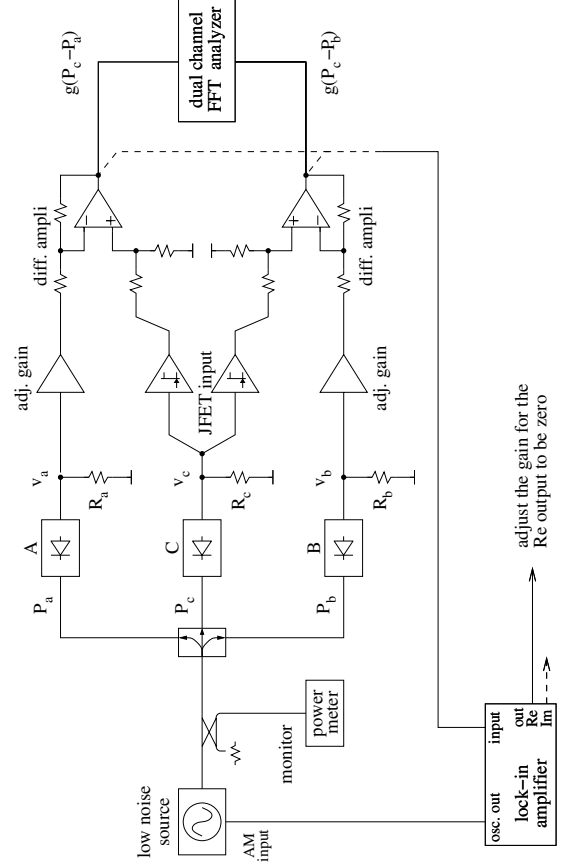 low noise
source
AM
input
monitor
power
meter
P_a
P_c
P_b
A
C
B
v_a
R_a
v_c
R_c
v_b
R_b
adj. gain
JFET input
adj. gain
diff. ampli
diff. ampli
−
+
+
−
g(P_c−P_a)
dual channel
FFT analyzer
g(P_c−P_b)
osc. out
input
lock−in
amplifier
out
Re
Im
adjust the gain for the
Re output to be zero